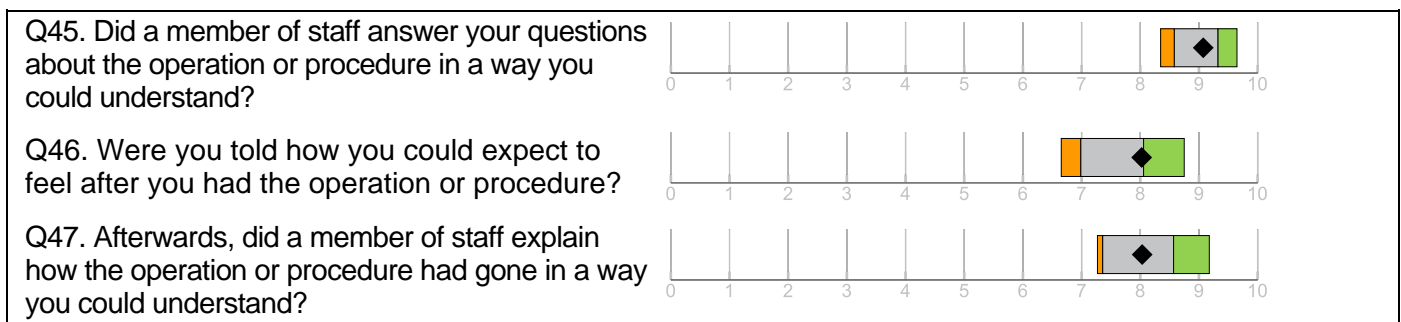 Q45. Did a member of staff answer your questions
about the operation or procedure in a way you
could understand?
0 1 2 3 4 5 6 7 8 9 10
Q46. Were you told how you could expect to
feel after you had the operation or procedure?
0 1 2 3 4 5 6 7 8 9 10
Q47. Afterwards, did a member of staff explain
how the operation or procedure had gone in a way
you could understand?
0 1 2 3 4 5 6 7 8 9 10